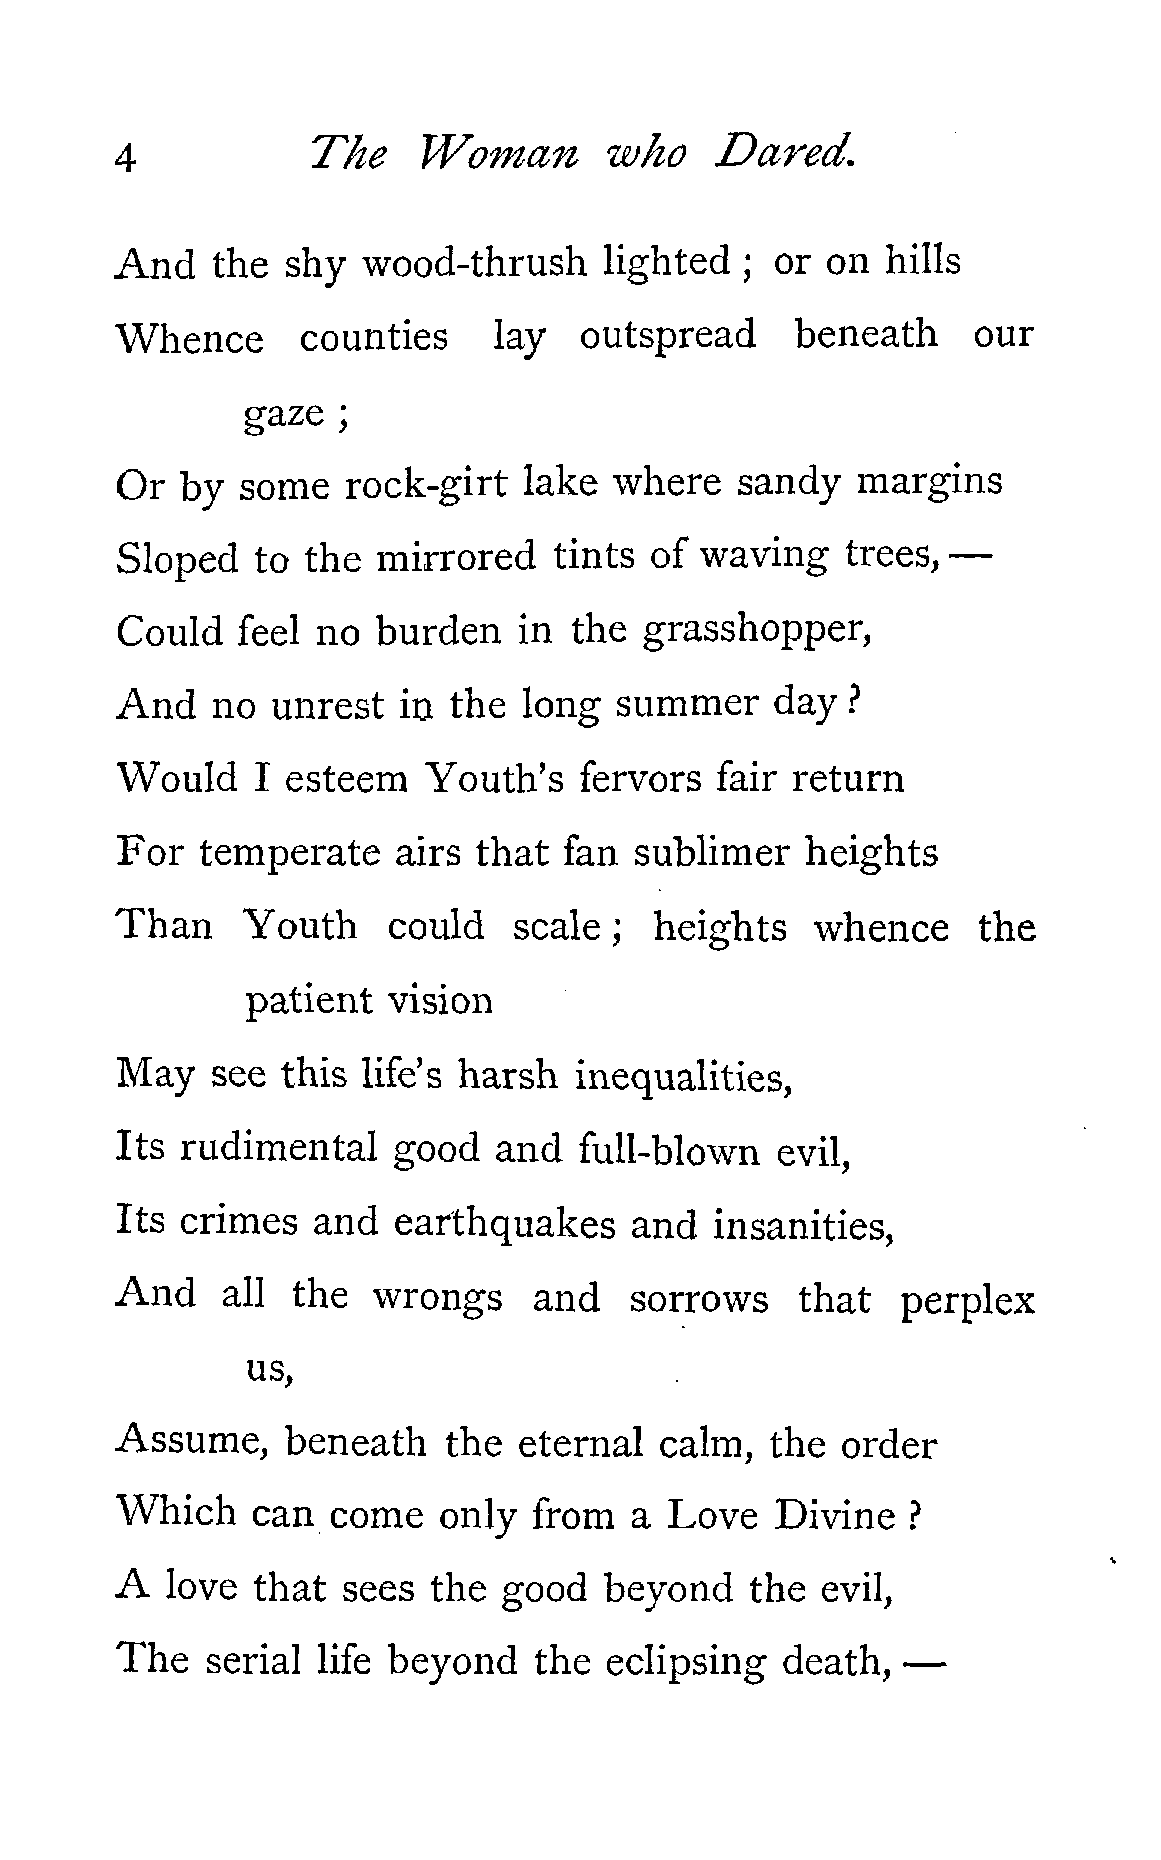 4 The Woman who Dared.
And the shy wood-thrush lighted ; or on hills
Whence counties lay outspread beneath our
gaze ;
Or by some rock-girt lake where sandy margins
Sloped to the mirrored tints of waving trees, —
Could feel no burden in the grasshopper,
And no unrest in the long summer day ?
Would I esteem Youth's fervors fair return
For temperate airs that fan sublimer heights
Than Youth could scale ; heights whence the
patient vision
May see this life's harsh inequalities,
Its rudimental good and full-blown evil,
Its crimes and earthquakes and insanities,
And all the wrongs and sorrows that perplex
us,
Assume, beneath the eternal calm, the order
Which can come only from a Love Divine ?
A love that sees the good beyond the evil,
The serial life beyond the eclipsing death, —